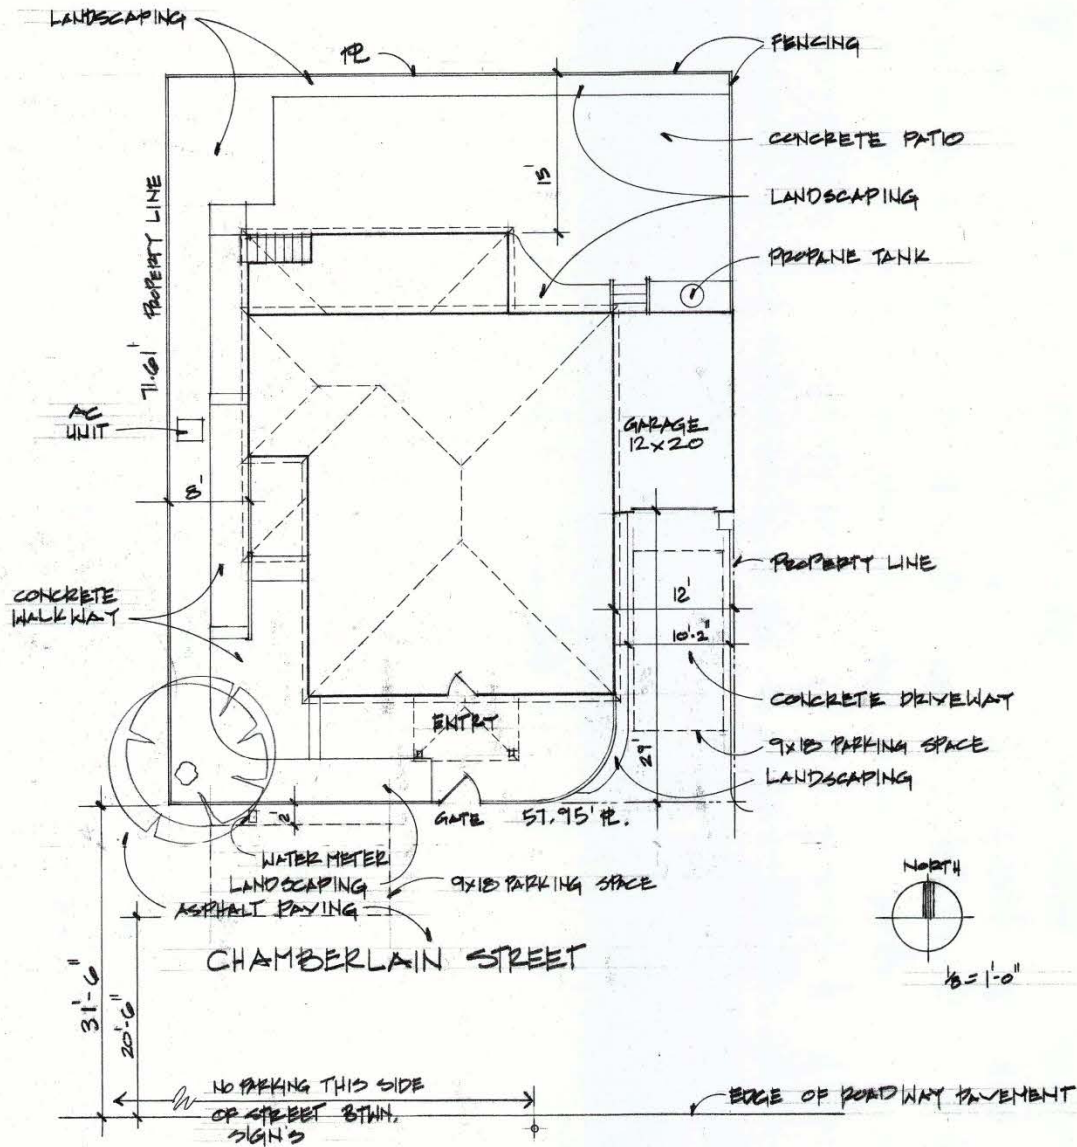 LANDSCAPING
PL
FENCING
CONCRETE PATIO
15'
LANDSCAPING
PROPANE TANK
71.61' PROPERTY LINE
AC
UNIT
GARAGE
12x20
8'
PROPERTY LINE
CONCRETE
WALKWAY
12'
10'-2"
CONCRETE DRIVEWAY
ENTRY
9x18 PARKING SPACE
29'
LANDSCAPING
2'
GATE
57.95' PL.
WATER METER
LANDSCAPING
9x18 PARKING SPACE
ASPHALT PAVING
NORTH
CHAMBERLAIN STREET
1/8 = 1'-0"
31'-6"
20'-6"
NO PARKING THIS SIDE
OF STREET BTWN.
SIGN'S
EDGE OF ROADWAY PAVEMENT